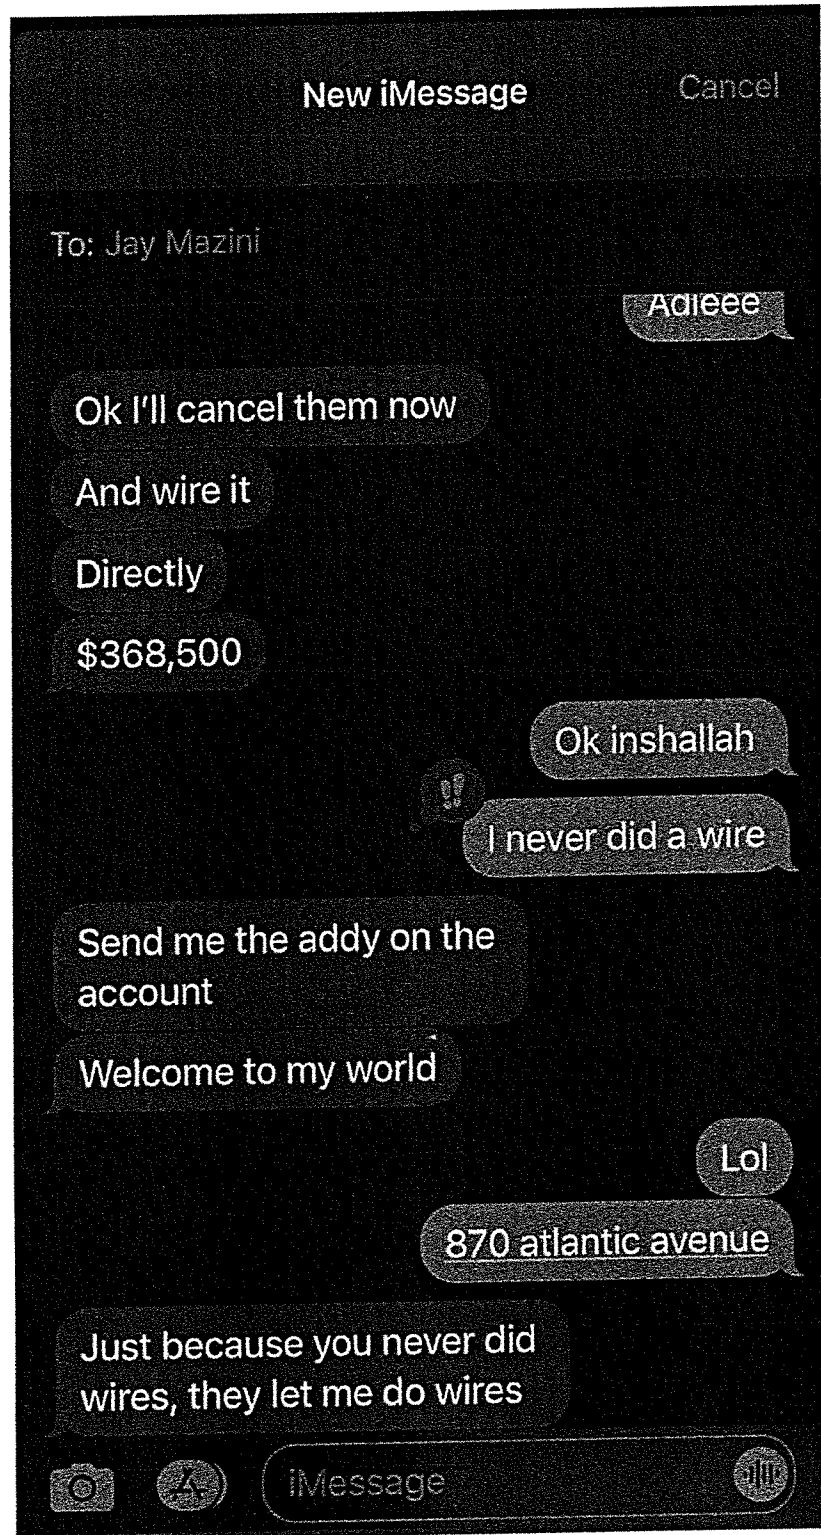 New iMessage
Cancel
To: Jay Mazini
Adieee
Ok I'll cancel them now
And wire it
Directly
$368,500
Ok inshallah
I never did a wire
Send me the addy on the
account
Welcome to my world
Lol
870 atlantic avenue
Just because you never did
wires, they let me do wires
iMessage